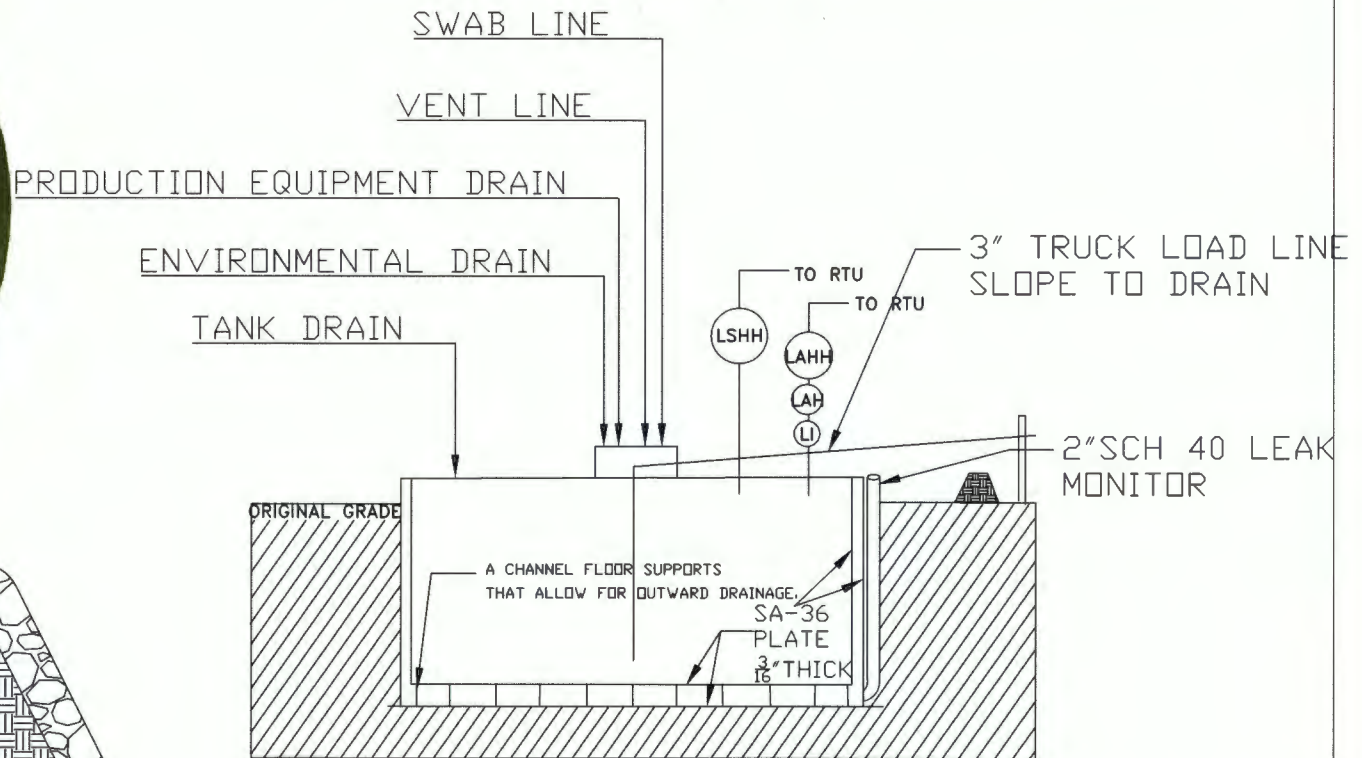 SWAB LINE
VENT LINE
PRODUCTION EQUIPMENT DRAIN
ENVIRONMENTAL DRAIN
TANK DRAIN
TO RTU
TO RTU
3" TRUCK LOAD LINE
SLOPE TO DRAIN
LSHH
LAHH
LAH
LI
2"SCH 40 LEAK
MONITOR
ORIGINAL GRADE
A CHANNEL FLOOR SUPPORTS
THAT ALLOW FOR OUTWARD DRAINAGE.
SA-36
PLATE
3/16"THICK